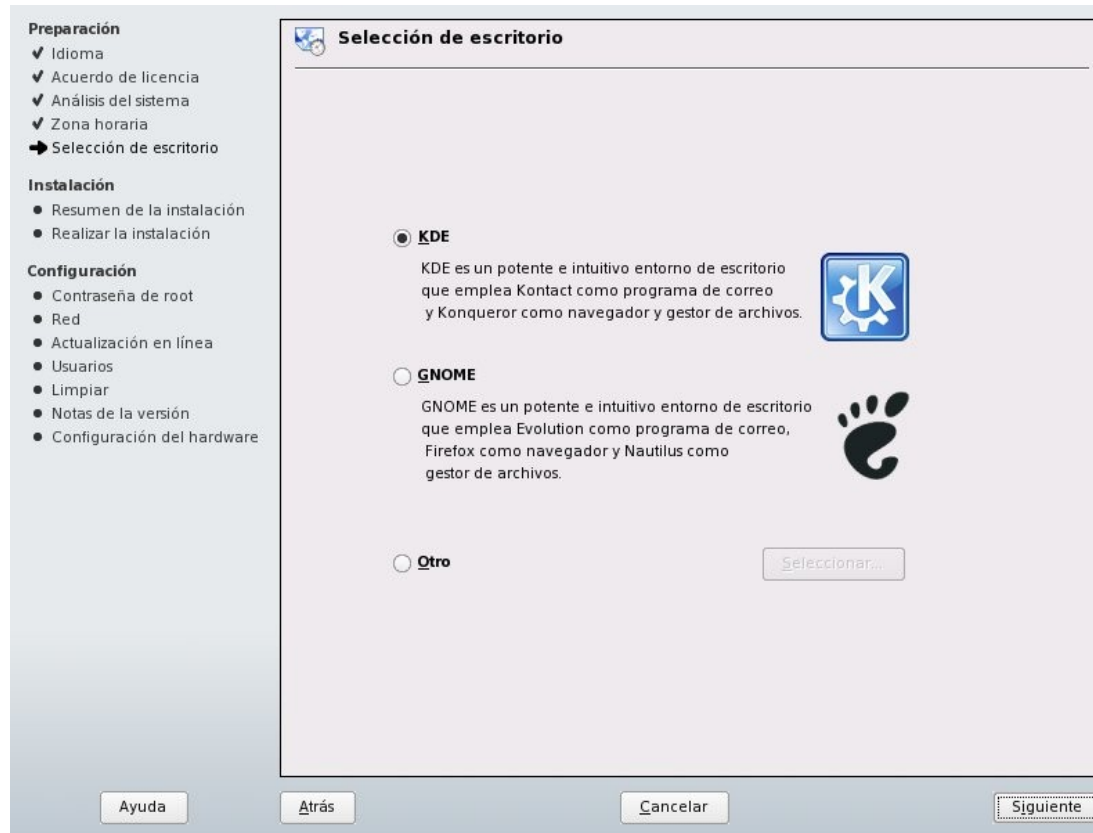 Preparación
Idioma
Acuerdo de licencia
Análisis del sistema
Zona horaria
Selección de escritorio
Instalación
Resumen de la instalación
Realizar la instalación
Configuración
Contraseña de root
Red
Actualización en línea
Usuarios
Limpiar
Notas de la versión
Configuración del hardware
Selección de escritorio
KDE
KDE es un potente e intuitivo entorno de escritorio
que emplea Kontact como programa de correo
y Konqueror como navegador y gestor de archivos.
GNOME
GNOME es un potente e intuitivo entorno de escritorio
que emplea Evolution como programa de correo,
Firefox como navegador y Nautilus como
gestor de archivos.
Otro
Seleccionar...
Ayuda
Atrás
Cancelar
Siguiente